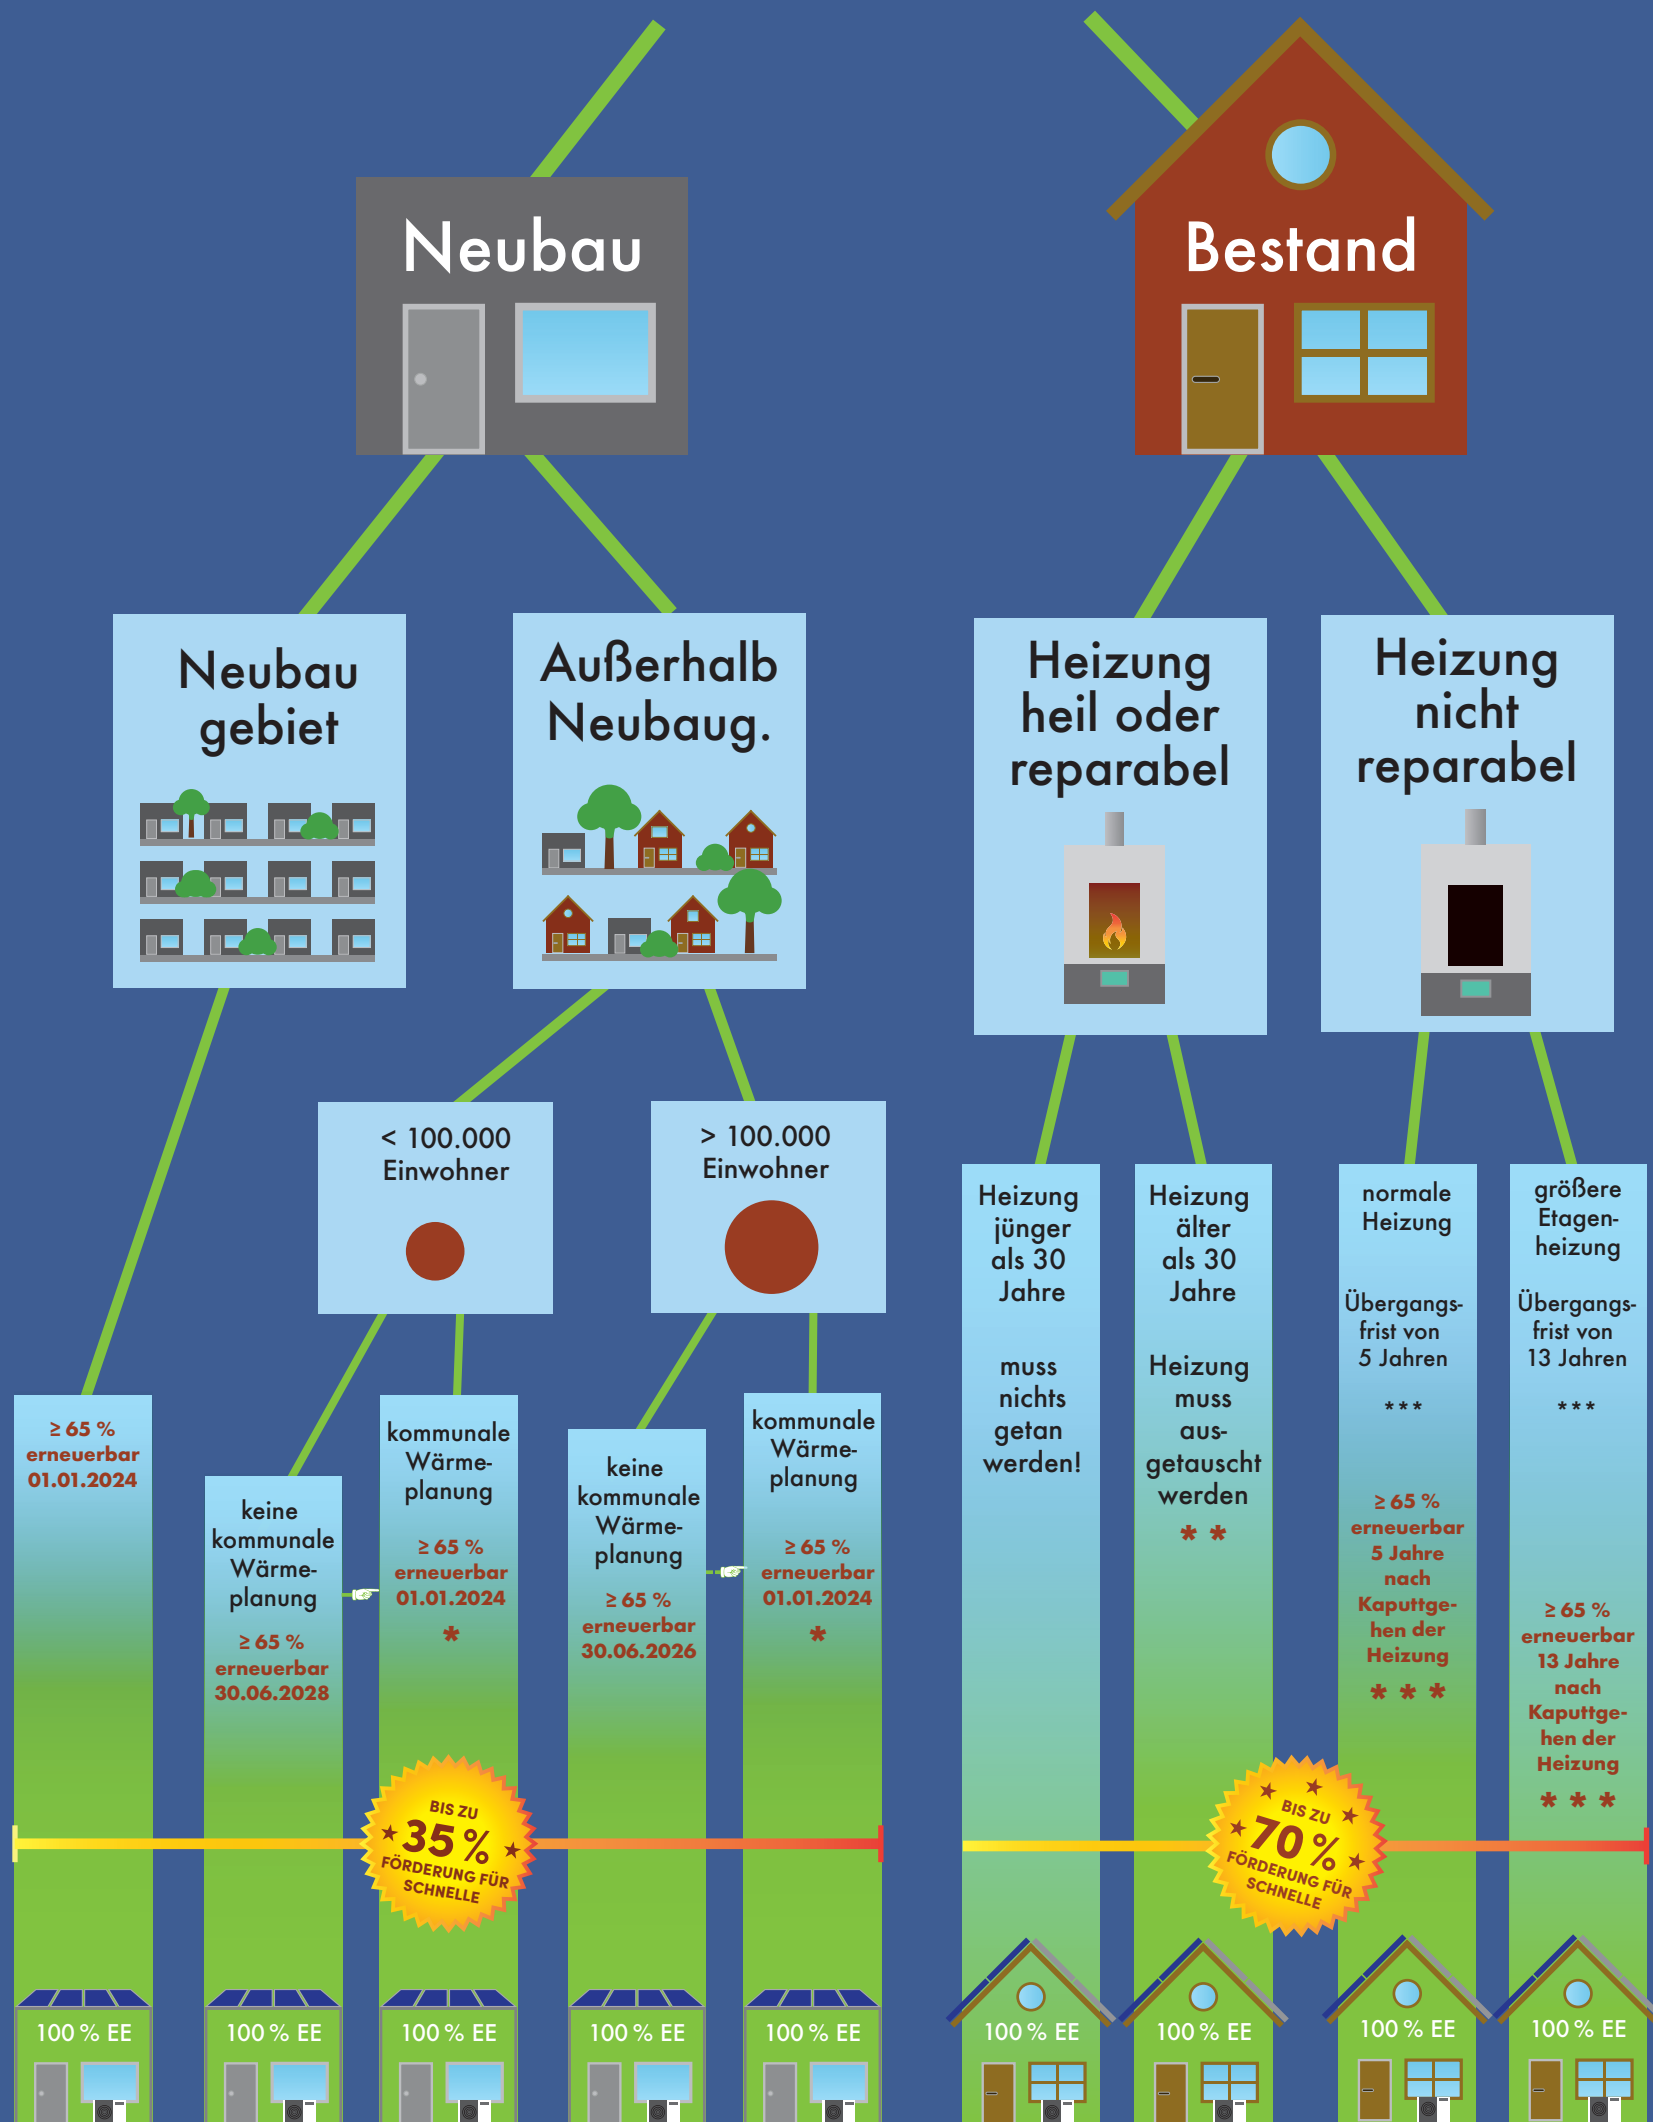 Neubau
Bestand
Neubau
gebiet
Außerhalb
Neubaug.
Heizung
heil oder
reparabel
Heizung
nicht
reparabel
< 100.000
Einwohner
> 100.000
Einwohner
≥ 65 %
erneuerbar
01.01.2024
keine
kommunale
Wärme-
planung
≥ 65 %
erneuerbar
30.06.2028
kommunale
Wärme-
planung
≥ 65 %
erneuerbar
01.01.2024
*
keine
kommunale
Wärme-
planung
≥ 65 %
erneuerbar
30.06.2026
kommunale
Wärme-
planung
≥ 65 %
erneuerbar
01.01.2024
*
Heizung
jünger
als 30
Jahre
muss
nichts
getan
werden!
Heizung
älter
als 30
Jahre
Heizung
muss
aus-
getauscht
werden
* *
normale
Heizung
Übergangs-
frist von
5 Jahren
***
≥ 65 %
erneuerbar
5 Jahre
nach
Kaputtge-
hen der
Heizung
* * *
größere
Etagen-
heizung
Übergangs-
frist von
13 Jahren
***
≥ 65 %
erneuerbar
13 Jahre
nach
Kaputtge-
hen der
Heizung
* * *
BIS ZU
35 %
FÖRDERUNG FÜR
SCHNELLE
BIS ZU
70 %
FÖRDERUNG FÜR
SCHNELLE
100 % EE
100 % EE
100 % EE
100 % EE
100 % EE
100 % EE
100 % EE
100 % EE
100 % EE